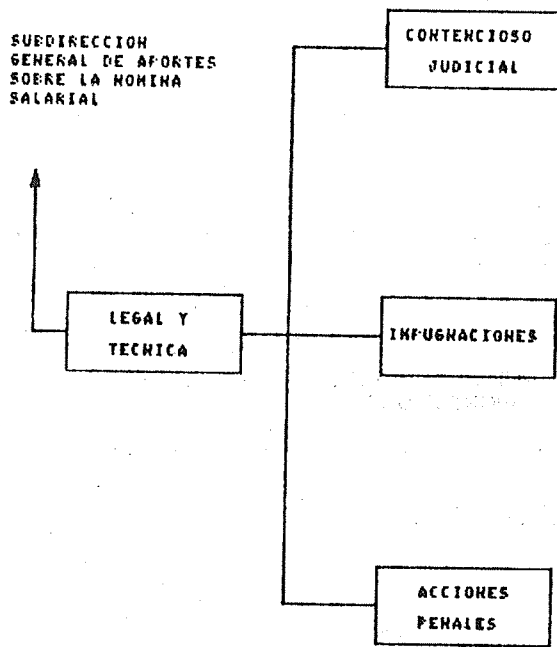 SUBDIRECCION
GENERAL DE APORTES
SOBRE LA NOMINA
SALARIAL
CONTENCIOSO
JUDICIAL
LEGAL Y
TECNICA
IMPUGNACIONES
ACCIONES
PENALES